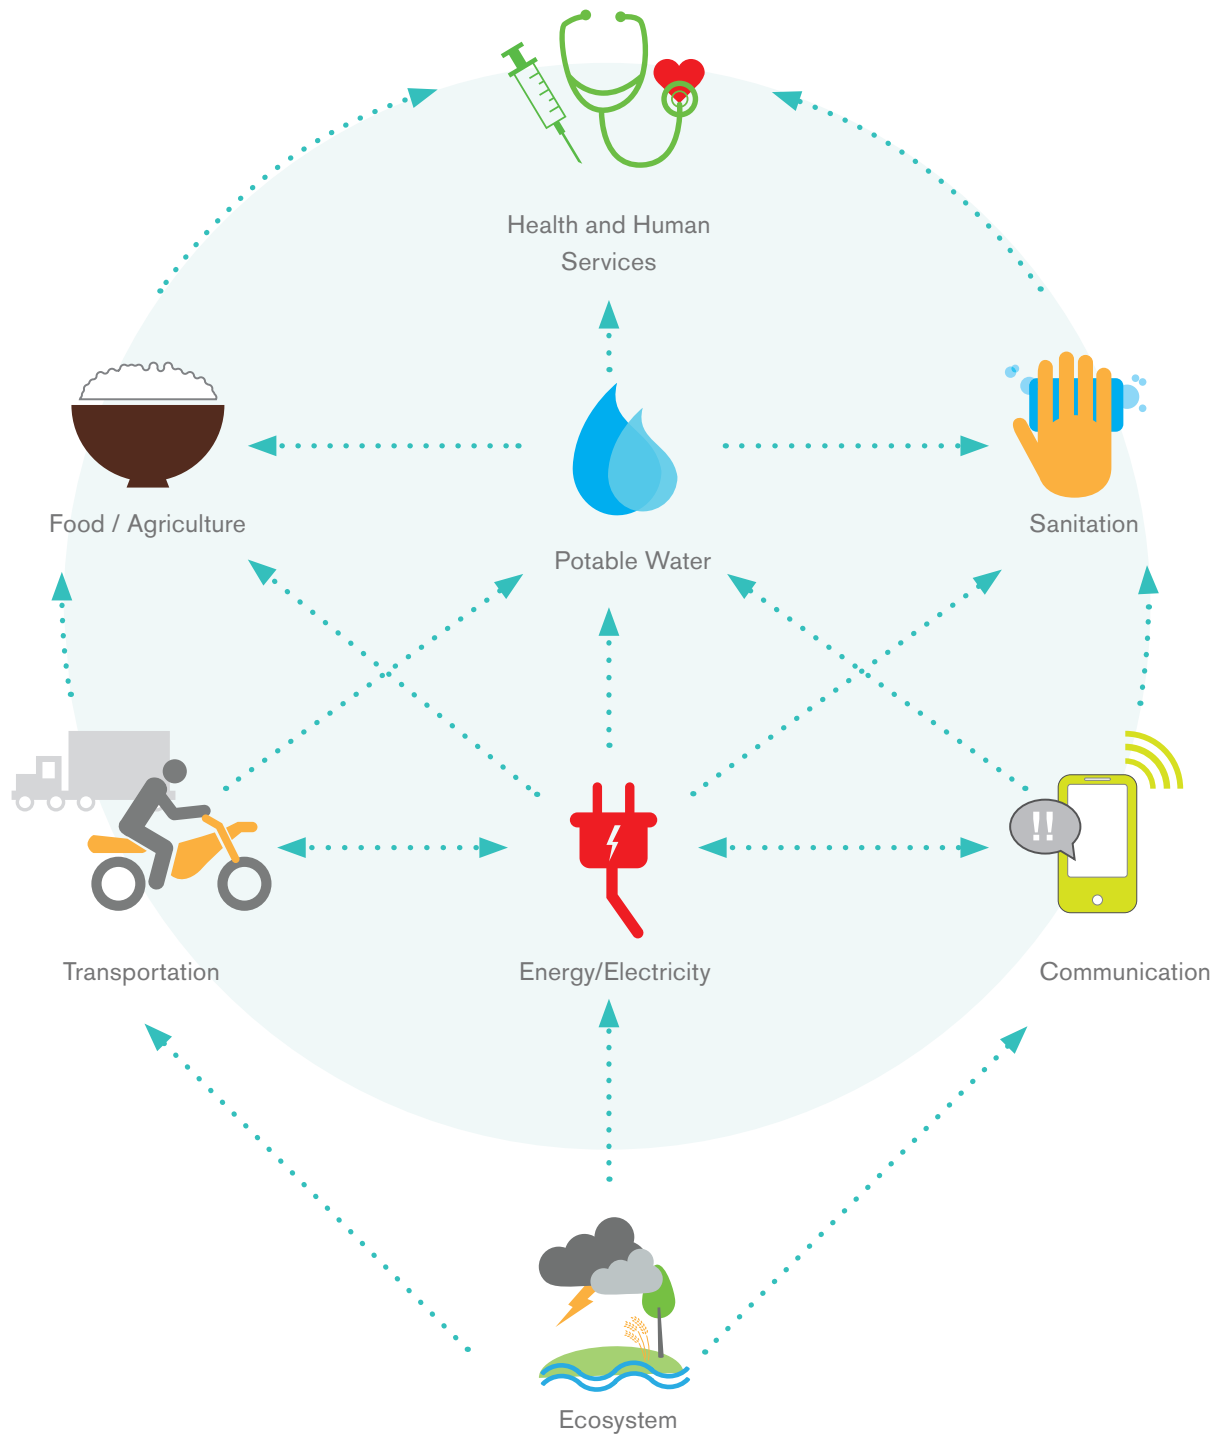 Health and Human
Services
Food / Agriculture
Sanitation
Potable Water
!!
Transportation
Energy/Electricity
Communication
Ecosystem